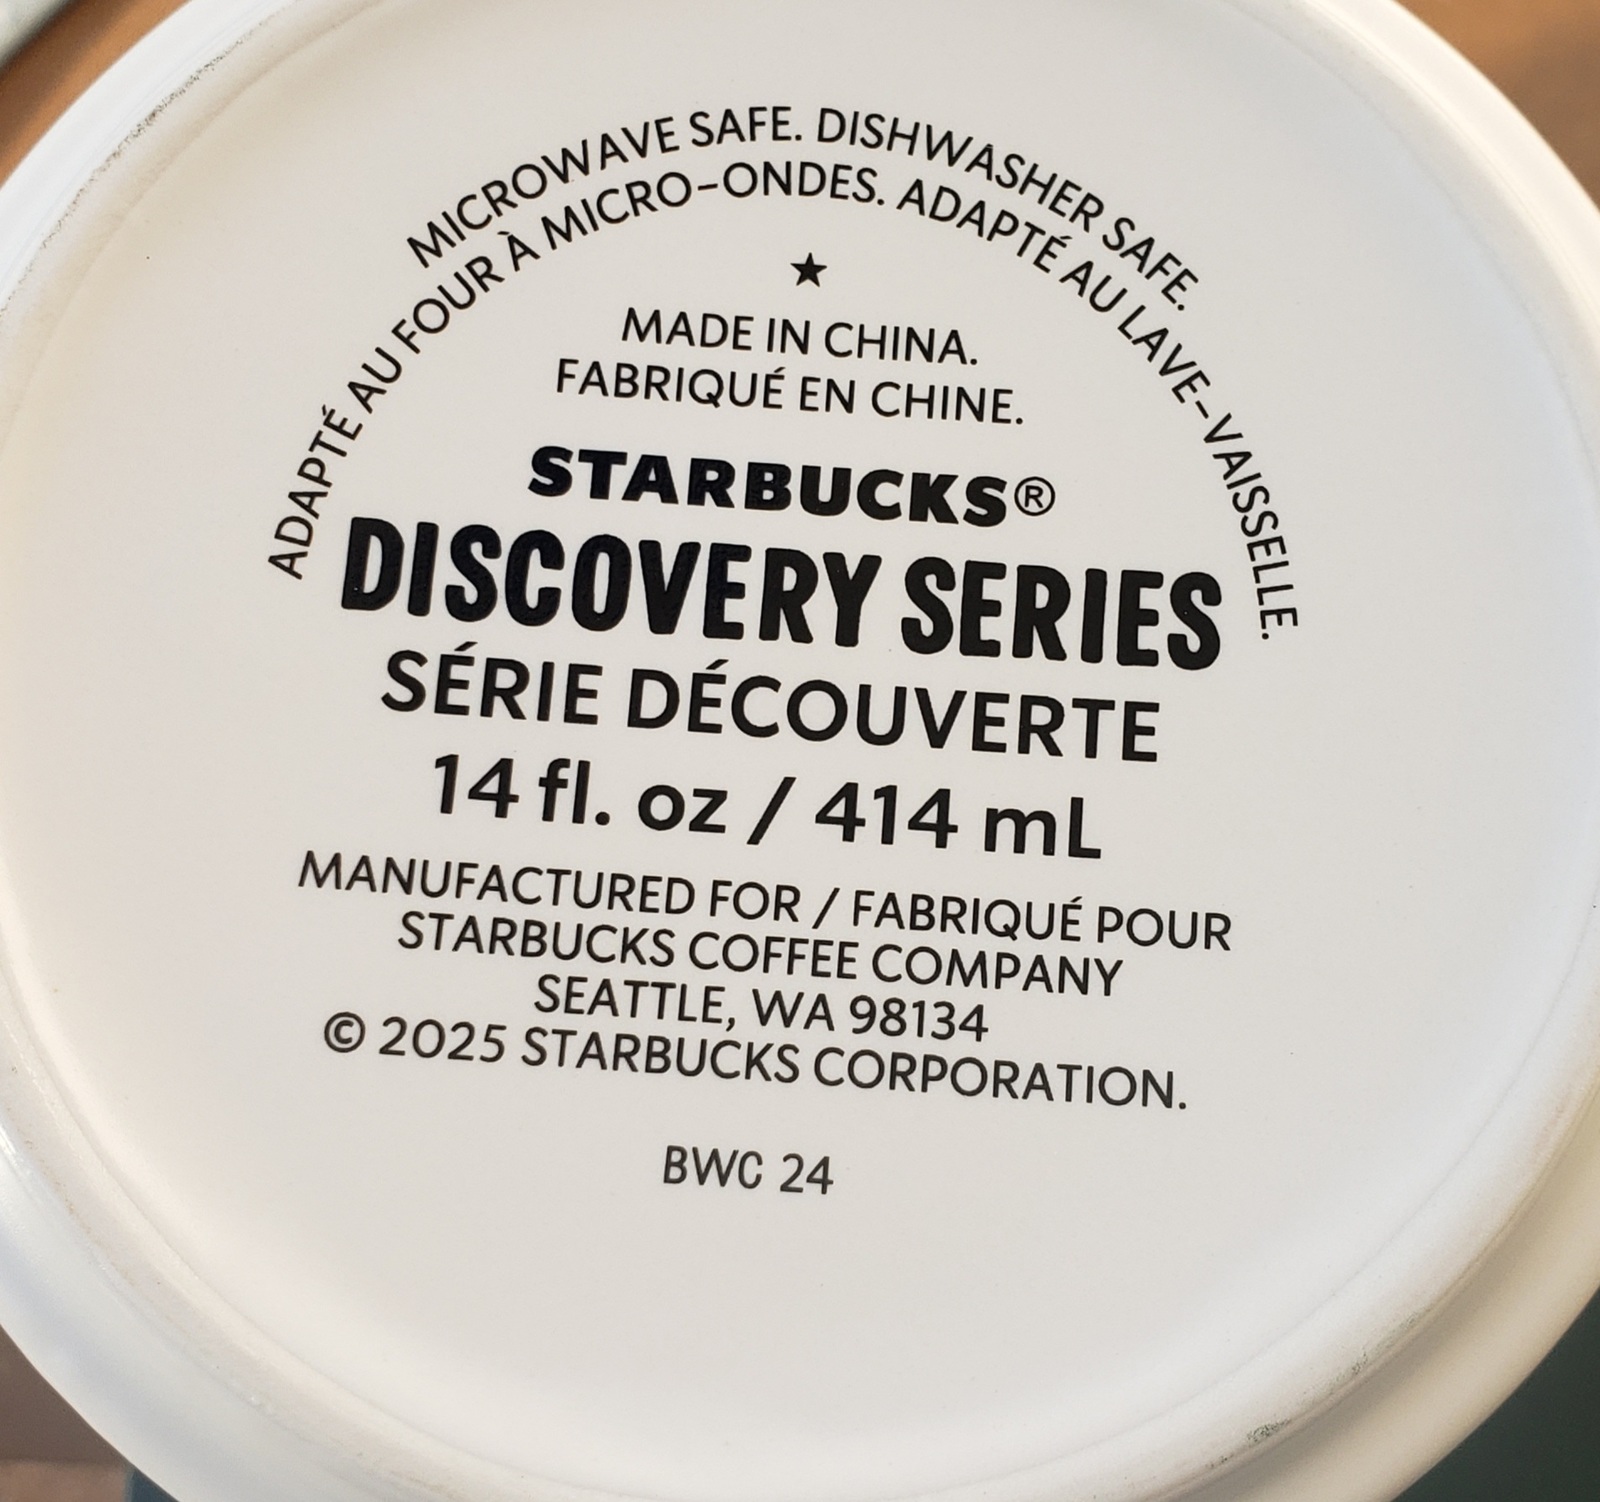 MICROWAVE SAFE. DISHWASHER SAFE.
ADAPTÉ AU FOUR À MICRO-ONDES. ADAPTÉ AU LAVE-VAISSELLE.
MADE IN CHINA.
FABRIQUÉ EN CHINE.
STARBUCKS®
DISCOVERY SERIES
SÉRIE DÉCOUVERTE
14 fl. oz / 414 mL
MANUFACTURED FOR / FABRIQUÉ POUR
STARBUCKS COFFEE COMPANY
SEATTLE, WA 98134
© 2025 STARBUCKS CORPORATION.
BWC 24